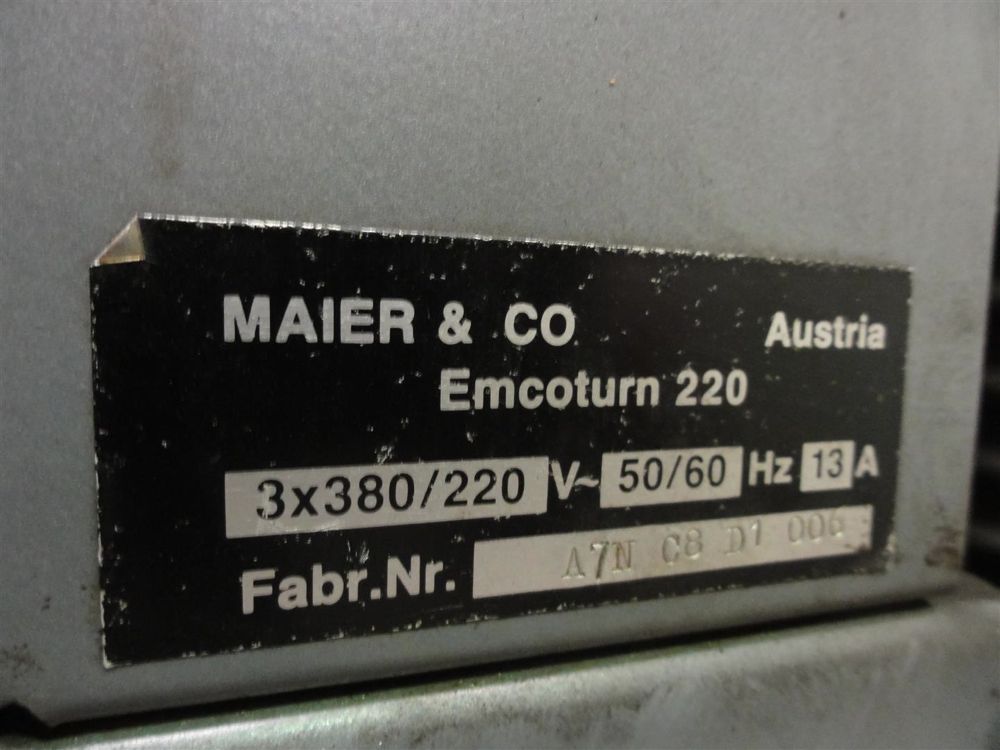 MAIER & CO Austria
Emcoturn 220
3x380/220 V~ 50/60 Hz 13 A
Fabr.Nr. A7N C8 D1 006